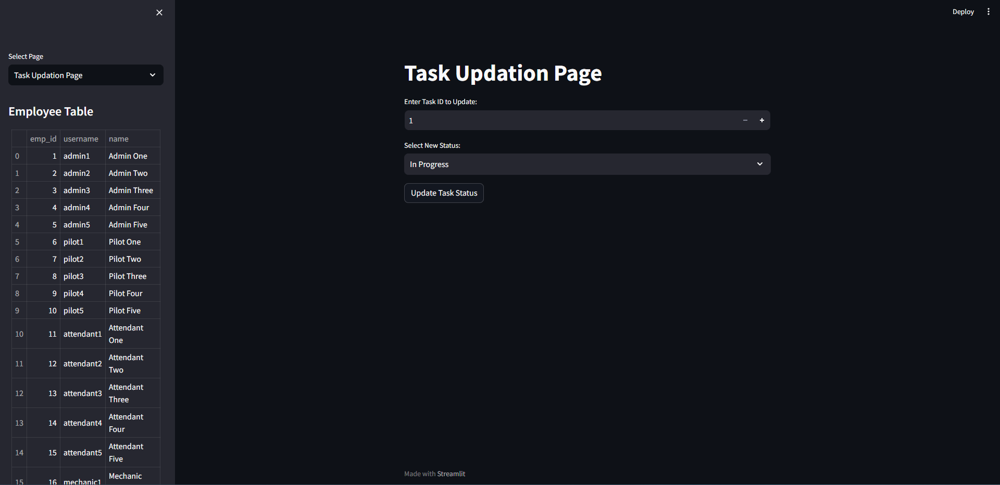 Deploy
Select Page
Task Updation Page
Employee Table
emp_id username name
0 1 admin1 Admin One
1 2 admin2 Admin Two
2 3 admin3 Admin Three
3 4 admin4 Admin Four
4 5 admin5 Admin Five
5 6 pilot1 Pilot One
6 7 pilot2 Pilot Two
7 8 pilot3 Pilot Three
8 9 pilot4 Pilot Four
9 10 pilot5 Pilot Five
10 11 attendant1 Attendant One
11 12 attendant2 Attendant Two
12 13 attendant3 Attendant Three
13 14 attendant4 Attendant Four
14 15 attendant5 Attendant Five
15 16 mechanic1 Mechanic
Task Updation Page
Enter Task ID to Update:
1
Select New Status:
In Progress
Update Task Status
Made with Streamlit